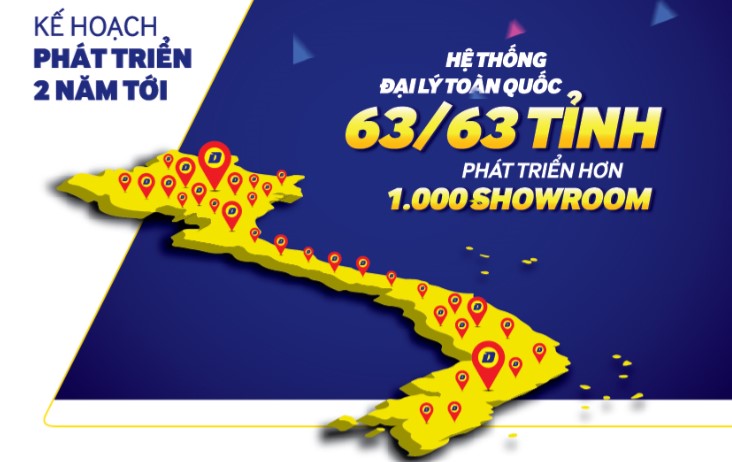 KẾ HOẠCH
PHÁT TRIỂN
2 NĂM TỚI
HỆ THỐNG
ĐẠI LÝ TOÀN QUỐC
63/63 TỈNH
PHÁT TRIỂN HƠN
1.000 SHOWROOM